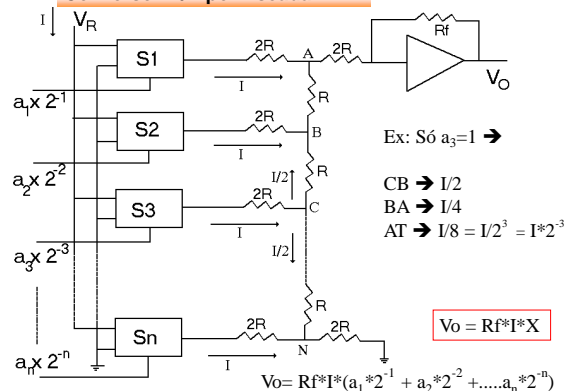 I
V_R
S1
2R
A
2R
Rf
V_O
I
R
a_1 x 2^-1
S2
2R
B
I
Ex: Só a_3=1 ➔
a_2 x 2^-2
R
I/2
CB ➔ I/2
S3
2R
C
BA ➔ I/4
I
I/2
AT ➔ I/8 = I/2^3 = I*2^-3
a_3 x 2^-3
R
Sn
2R
2R
Vo = Rf*I*X
N
I
a_n x 2^-n
Vo= Rf*I*(a_1*2^-1 + a_2*2^-2 +.....a_n*2^-n)